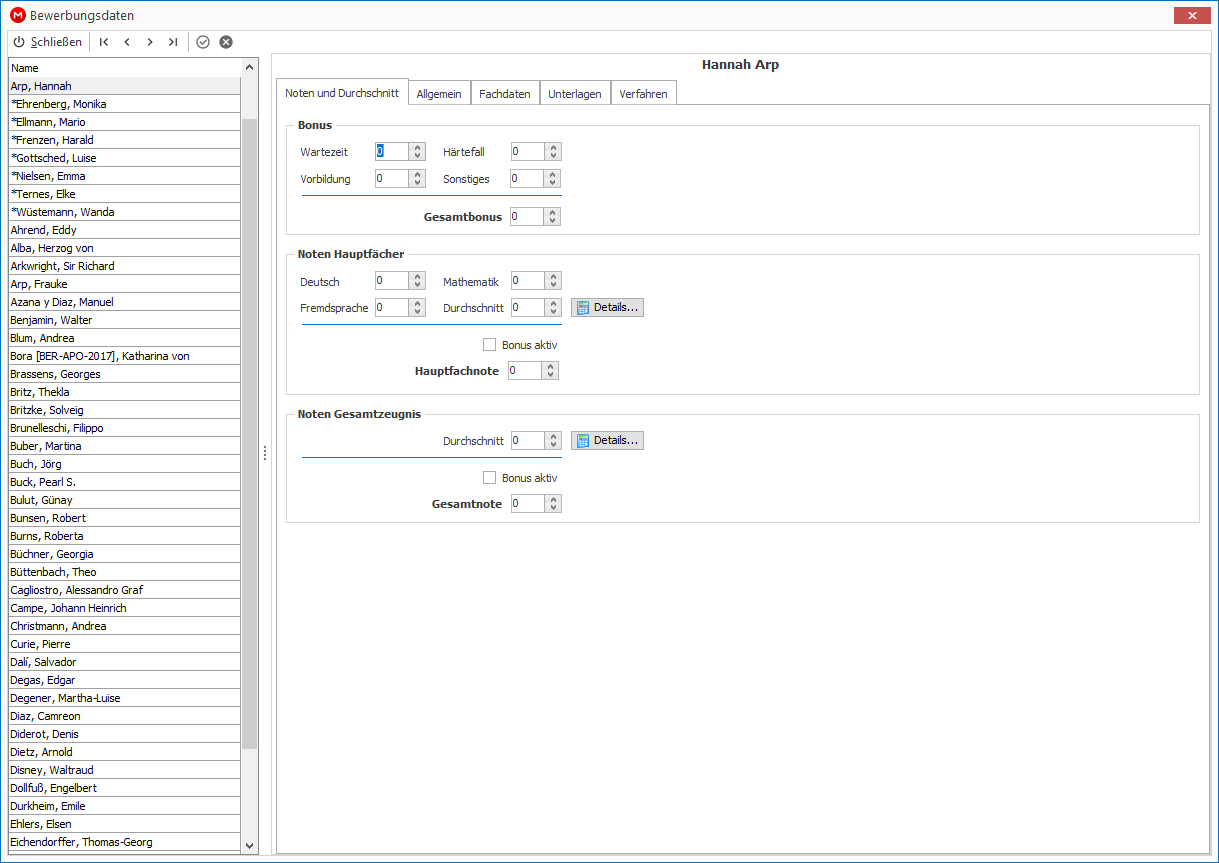 M Bewerbungsdaten
Schließen
Name
Arp, Hannah
*Ehrenberg, Monika
*Ellmann, Mario
*Frenzen, Harald
*Gottsched, Luise
*Nielsen, Emma
*Ternes, Elke
*Wüstemann, Wanda
Ahrend, Eddy
Alba, Herzog von
Arkwright, Sir Richard
Arp, Frauke
Azana y Diaz, Manuel
Benjamin, Walter
Blum, Andrea
Bora [BER-APO-2017], Katharina von
Brassens, Georges
Britz, Thekla
Britzke, Solveig
Brunelleschi, Filippo
Buber, Martina
Buch, Jörg
Buck, Pearl S.
Bulut, Günay
Bunsen, Robert
Burns, Roberta
Büchner, Georgia
Büttenbach, Theo
Cagliostro, Alessandro Graf
Campe, Johann Heinrich
Christmann, Andrea
Curie, Pierre
Dalí, Salvador
Degas, Edgar
Degener, Martha-Luise
Diaz, Camreon
Diderot, Denis
Dietz, Arnold
Disney, Waltraud
Dollfuß, Engelbert
Durkheim, Emile
Ehlers, Elsen
Eichendorffer, Thomas-Georg
Hannah Arp
Noten und Durchschnitt Allgemein Fachdaten Unterlagen Verfahren
Bonus
Wartezeit 0 Härtefall 0
Vorbildung 0 Sonstiges 0
Gesamtbonus 0
Noten Hauptfächer
Deutsch 0 Mathematik 0
Fremdsprache 0 Durchschnitt 0 Details...
Bonus aktiv
Hauptfachnote 0
Noten Gesamtzeugnis
Durchschnitt 0 Details...
Bonus aktiv
Gesamtnote 0